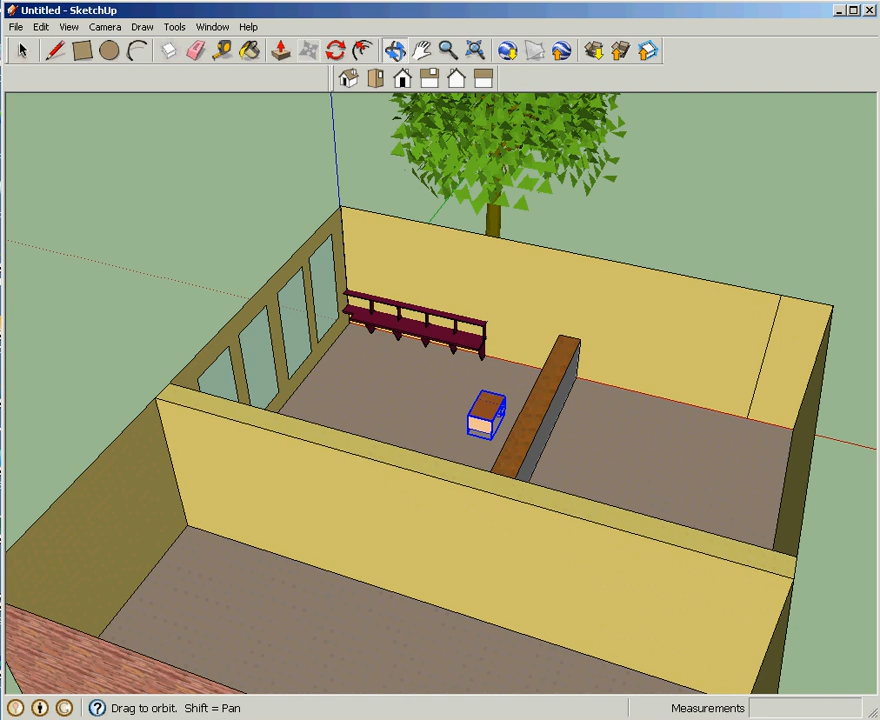 Untitled - SketchUp
File Edit View Camera Draw Tools Window Help
Drag to orbit. Shift = Pan Measurements